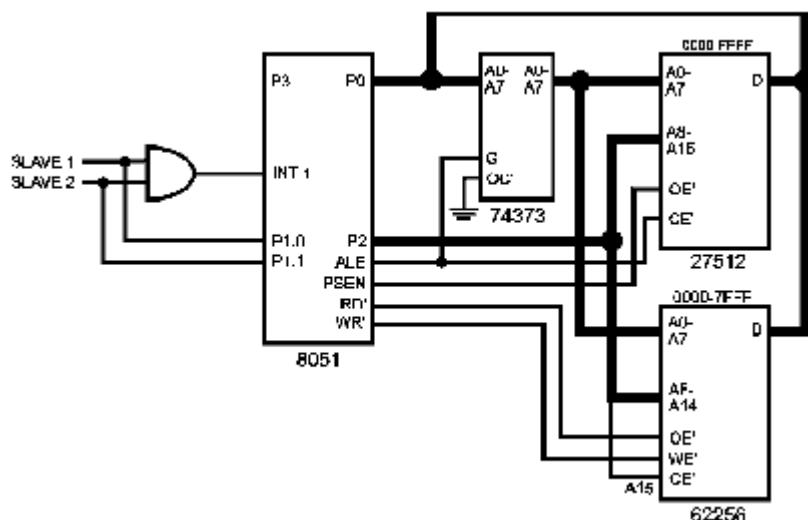 SLAVE 1
SLAVE 2
P3
P0
INT 1
P1.0
P1.1
P2
ALE
PSEN
RD'
WR'
8051
A0-
A7
A0-
A7
G
OC'
74373
0000-FFFF
A0-
A7
D
A8-
A15
OE'
CE'
27512
0000-7FFF
A0-
A7
D
A14
OE'
WE'
CE'
A15
62256